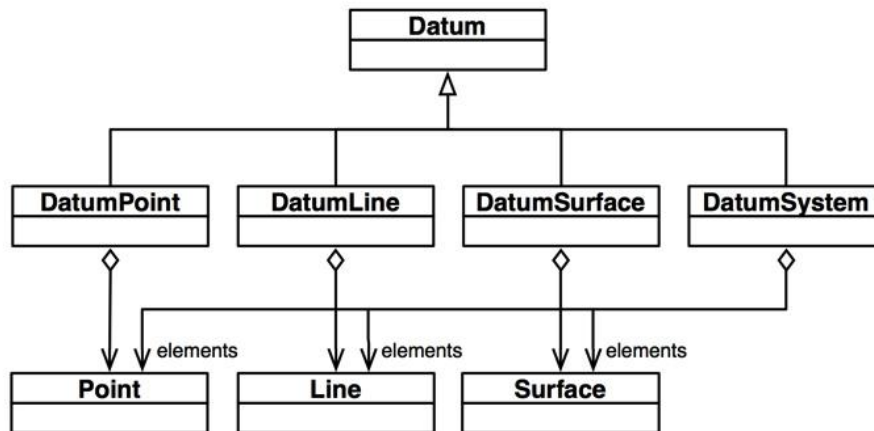 Datum
DatumPoint
DatumLine
DatumSurface
DatumSystem
elements
elements
elements
Point
Line
Surface